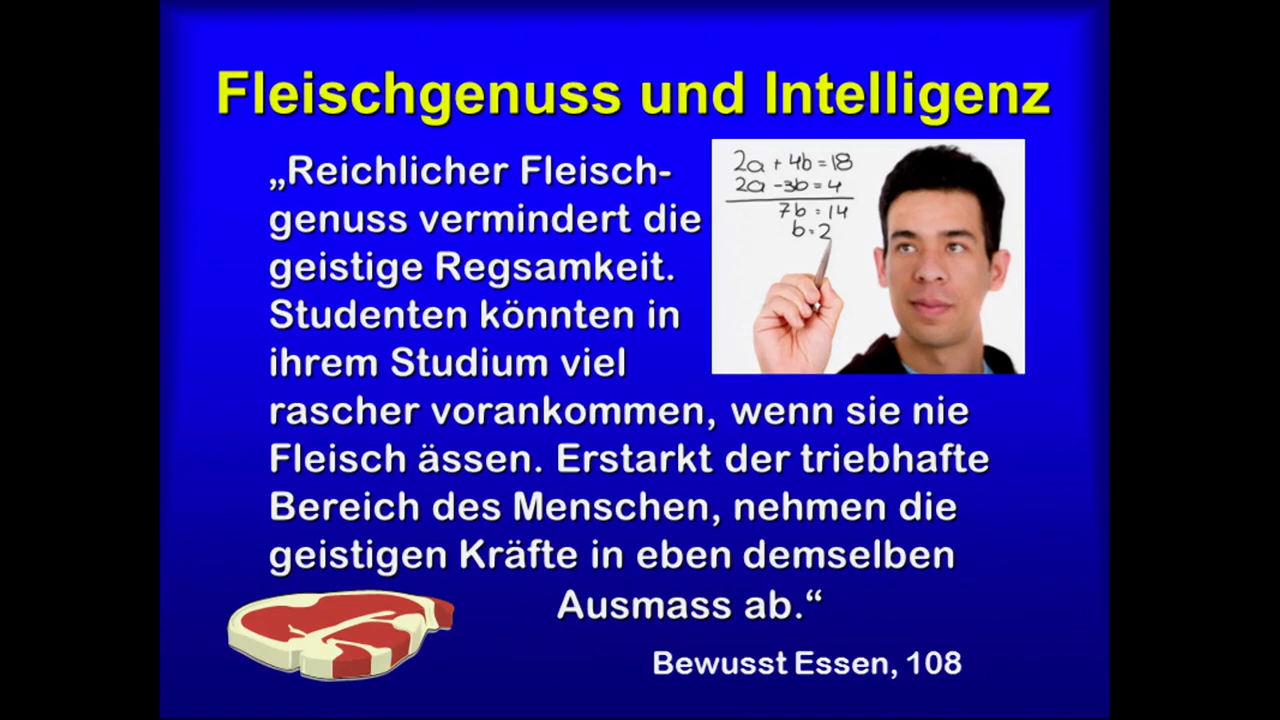 Fleischgenuss und Intelligenz
„Reichlicher Fleisch-
genuss vermindert die
geistige Regsamkeit.
Studenten könnten in
ihrem Studium viel
rascher vorankommen, wenn sie nie
Fleisch ässen. Erstarkt der triebhafte
Bereich des Menschen, nehmen die
geistigen Kräfte in eben demselben
Ausmass ab.“
Bewusst Essen, 108
2a + 4b = 18
2a - 3b = 4
7b = 14
b = 2